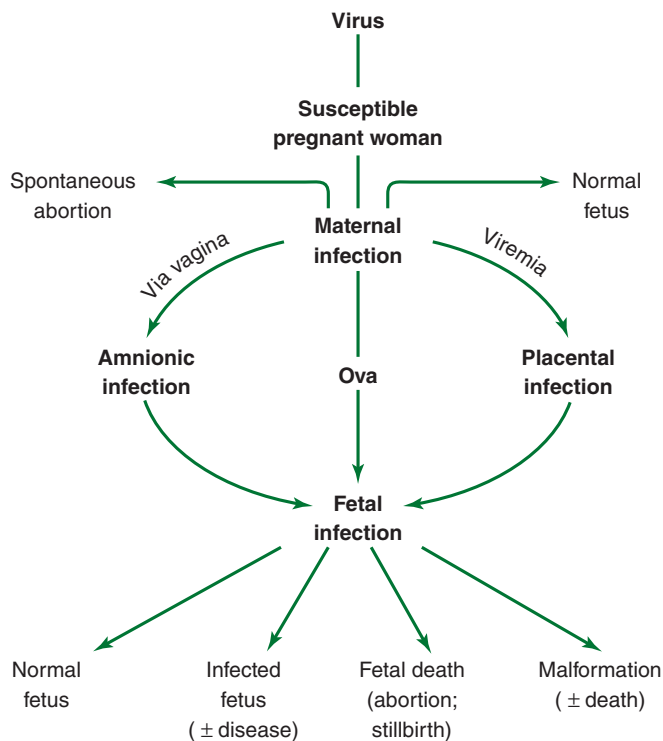 Virus
Susceptible
pregnant woman
Spontaneous
abortion
Normal
fetus
Maternal
infection
Via vagina
Viremia
Amnionic
infection
Ova
Placental
infection
Fetal
infection
Normal
fetus
Infected
fetus
( ± disease)
Fetal death
(abortion;
stillbirth)
Malformation
( ± death)